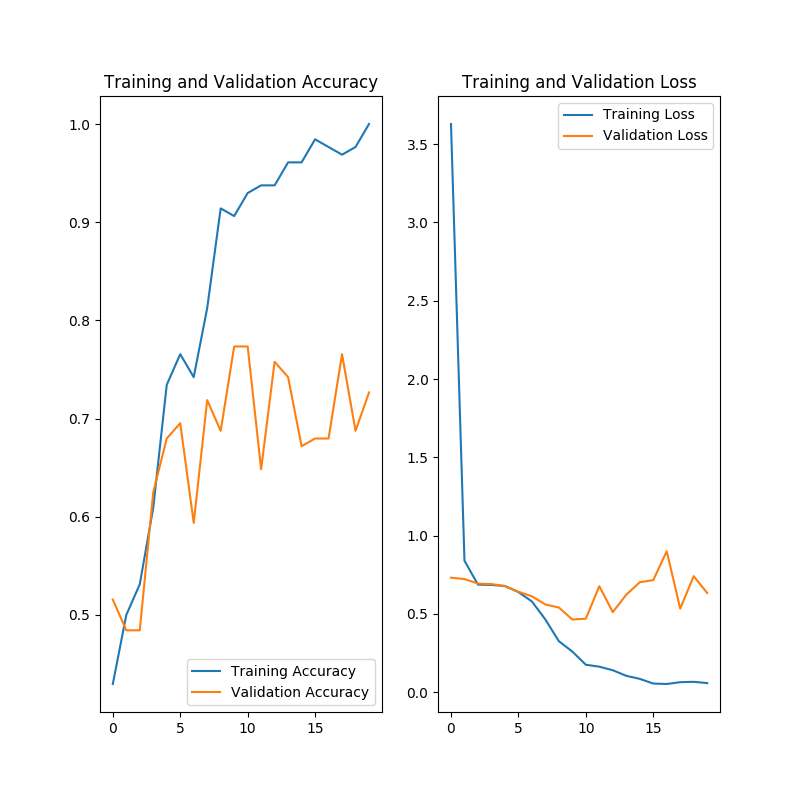 Training and Validation Accuracy
1.0
0.9
0.8
0.7
0.6
0.5
Training Accuracy
Validation Accuracy
0 5 10 15
Training and Validation Loss
Training Loss
Validation Loss
3.5
3.0
2.5
2.0
1.5
1.0
0.5
0.0
0 5 10 15